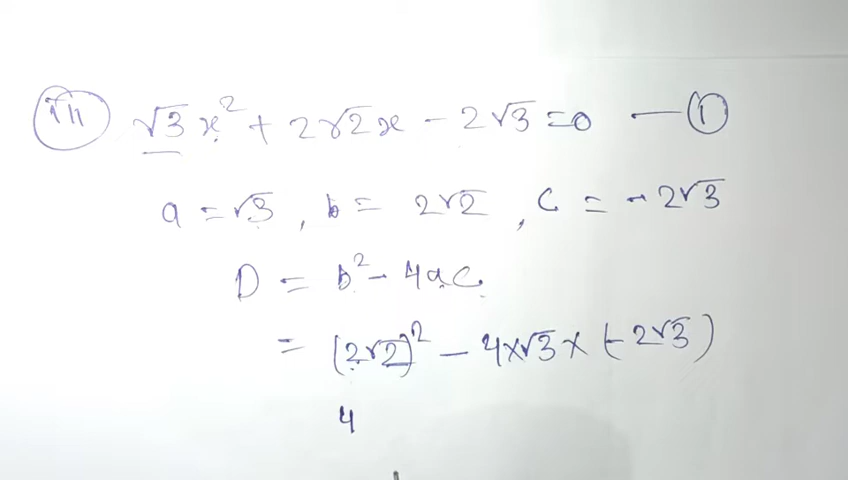 (iii) √3x² + 2√2x - 2√3 = 0 — (1)
a = √3, b = 2√2, c = -2√3
D = b² - 4ac.
= (2√2)² - 4×√3×(-2√3)
4